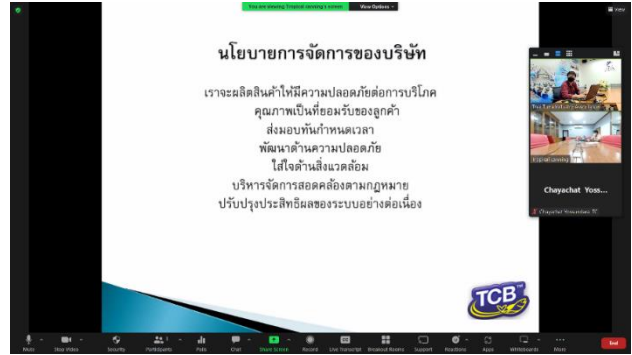 You are viewing Tropical canning's screen
View Options
View
นโยบายการจัดการของบริษัท
เราจะผลิตสินค้าให้มีความปลอดภัยต่อการบริโภค
คุณภาพเป็นที่ยอมรับของลูกค้า
ส่งมอบทันกำหนดเวลา
พัฒนาด้านความปลอดภัย
ใส่ใจด้านสิ่งแวดล้อม
บริหารจัดการสอดคล้องตามกฎหมาย
ปรับปรุงประสิทธิผลของระบบอย่างต่อเนื่อง
Tropical canning
Chayachat Yoss...
TCB
Mute
Stop Video
Security
Participants
Polls
Chat
Share Screen
Record
Live Transcript
Breakout Rooms
Support
Reactions
Apps
Whiteboards
More
End